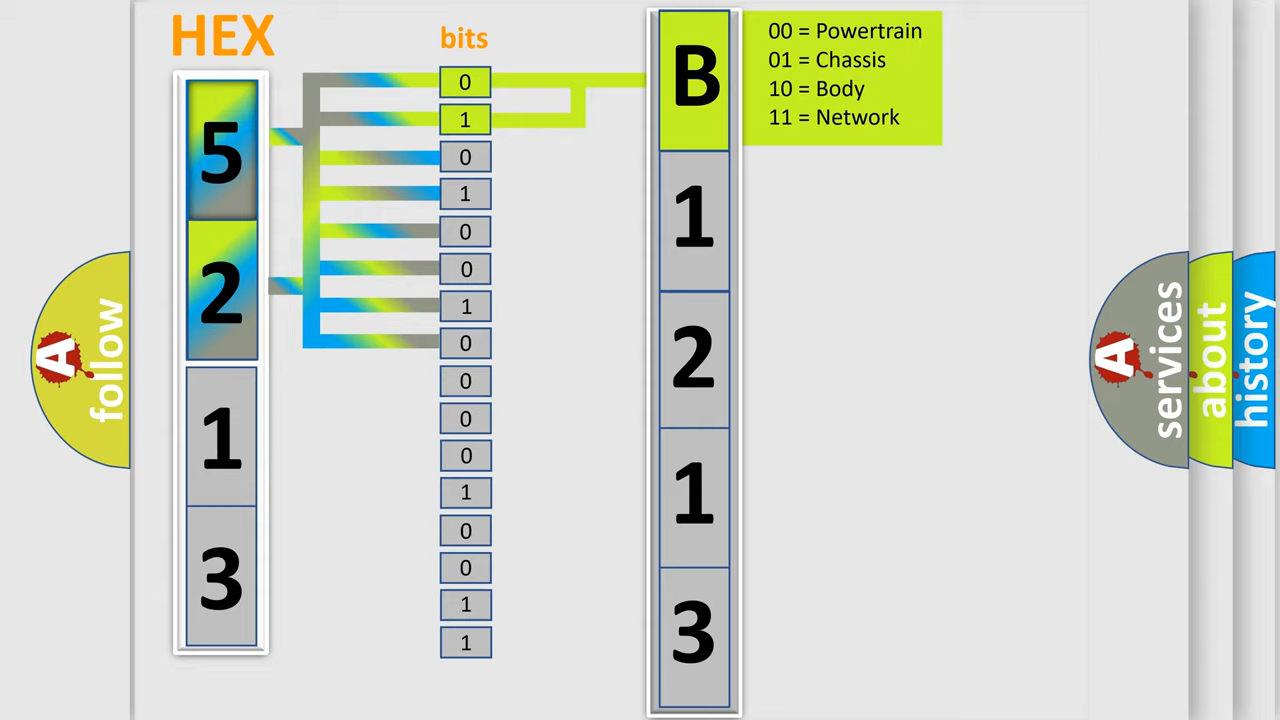 HEX
bits
5
2
1
3
0
1
0
1
0
0
1
0
0
0
0
1
0
0
1
1
B
1
2
1
3
00 = Powertrain
01 = Chassis
10 = Body
11 = Network
A
follow
A
services
about
history